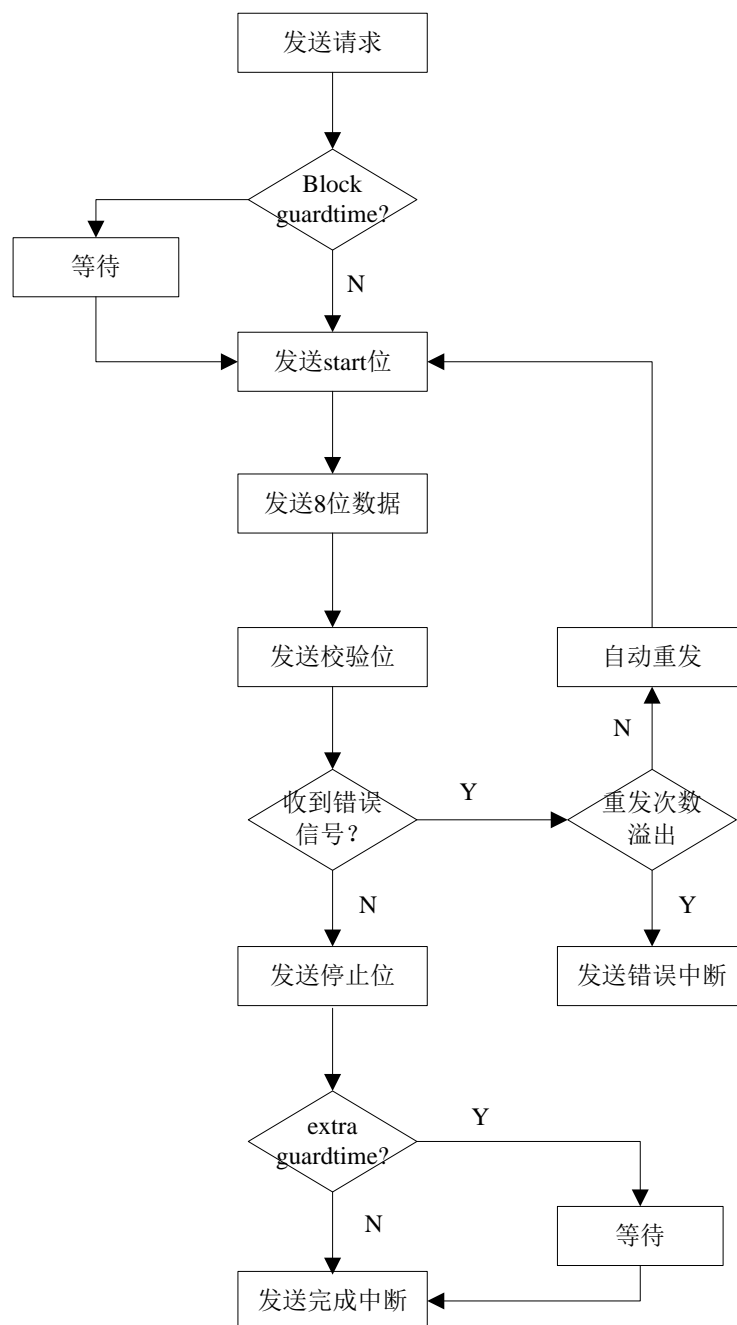 发送请求
Block
guardtime?
等待
N
发送start位
发送8位数据
发送校验位
自动重发
N
收到错误
信号？
Y
重发次数
溢出
N
Y
发送停止位
发送错误中断
extra
guardtime?
Y
N
等待
发送完成中断